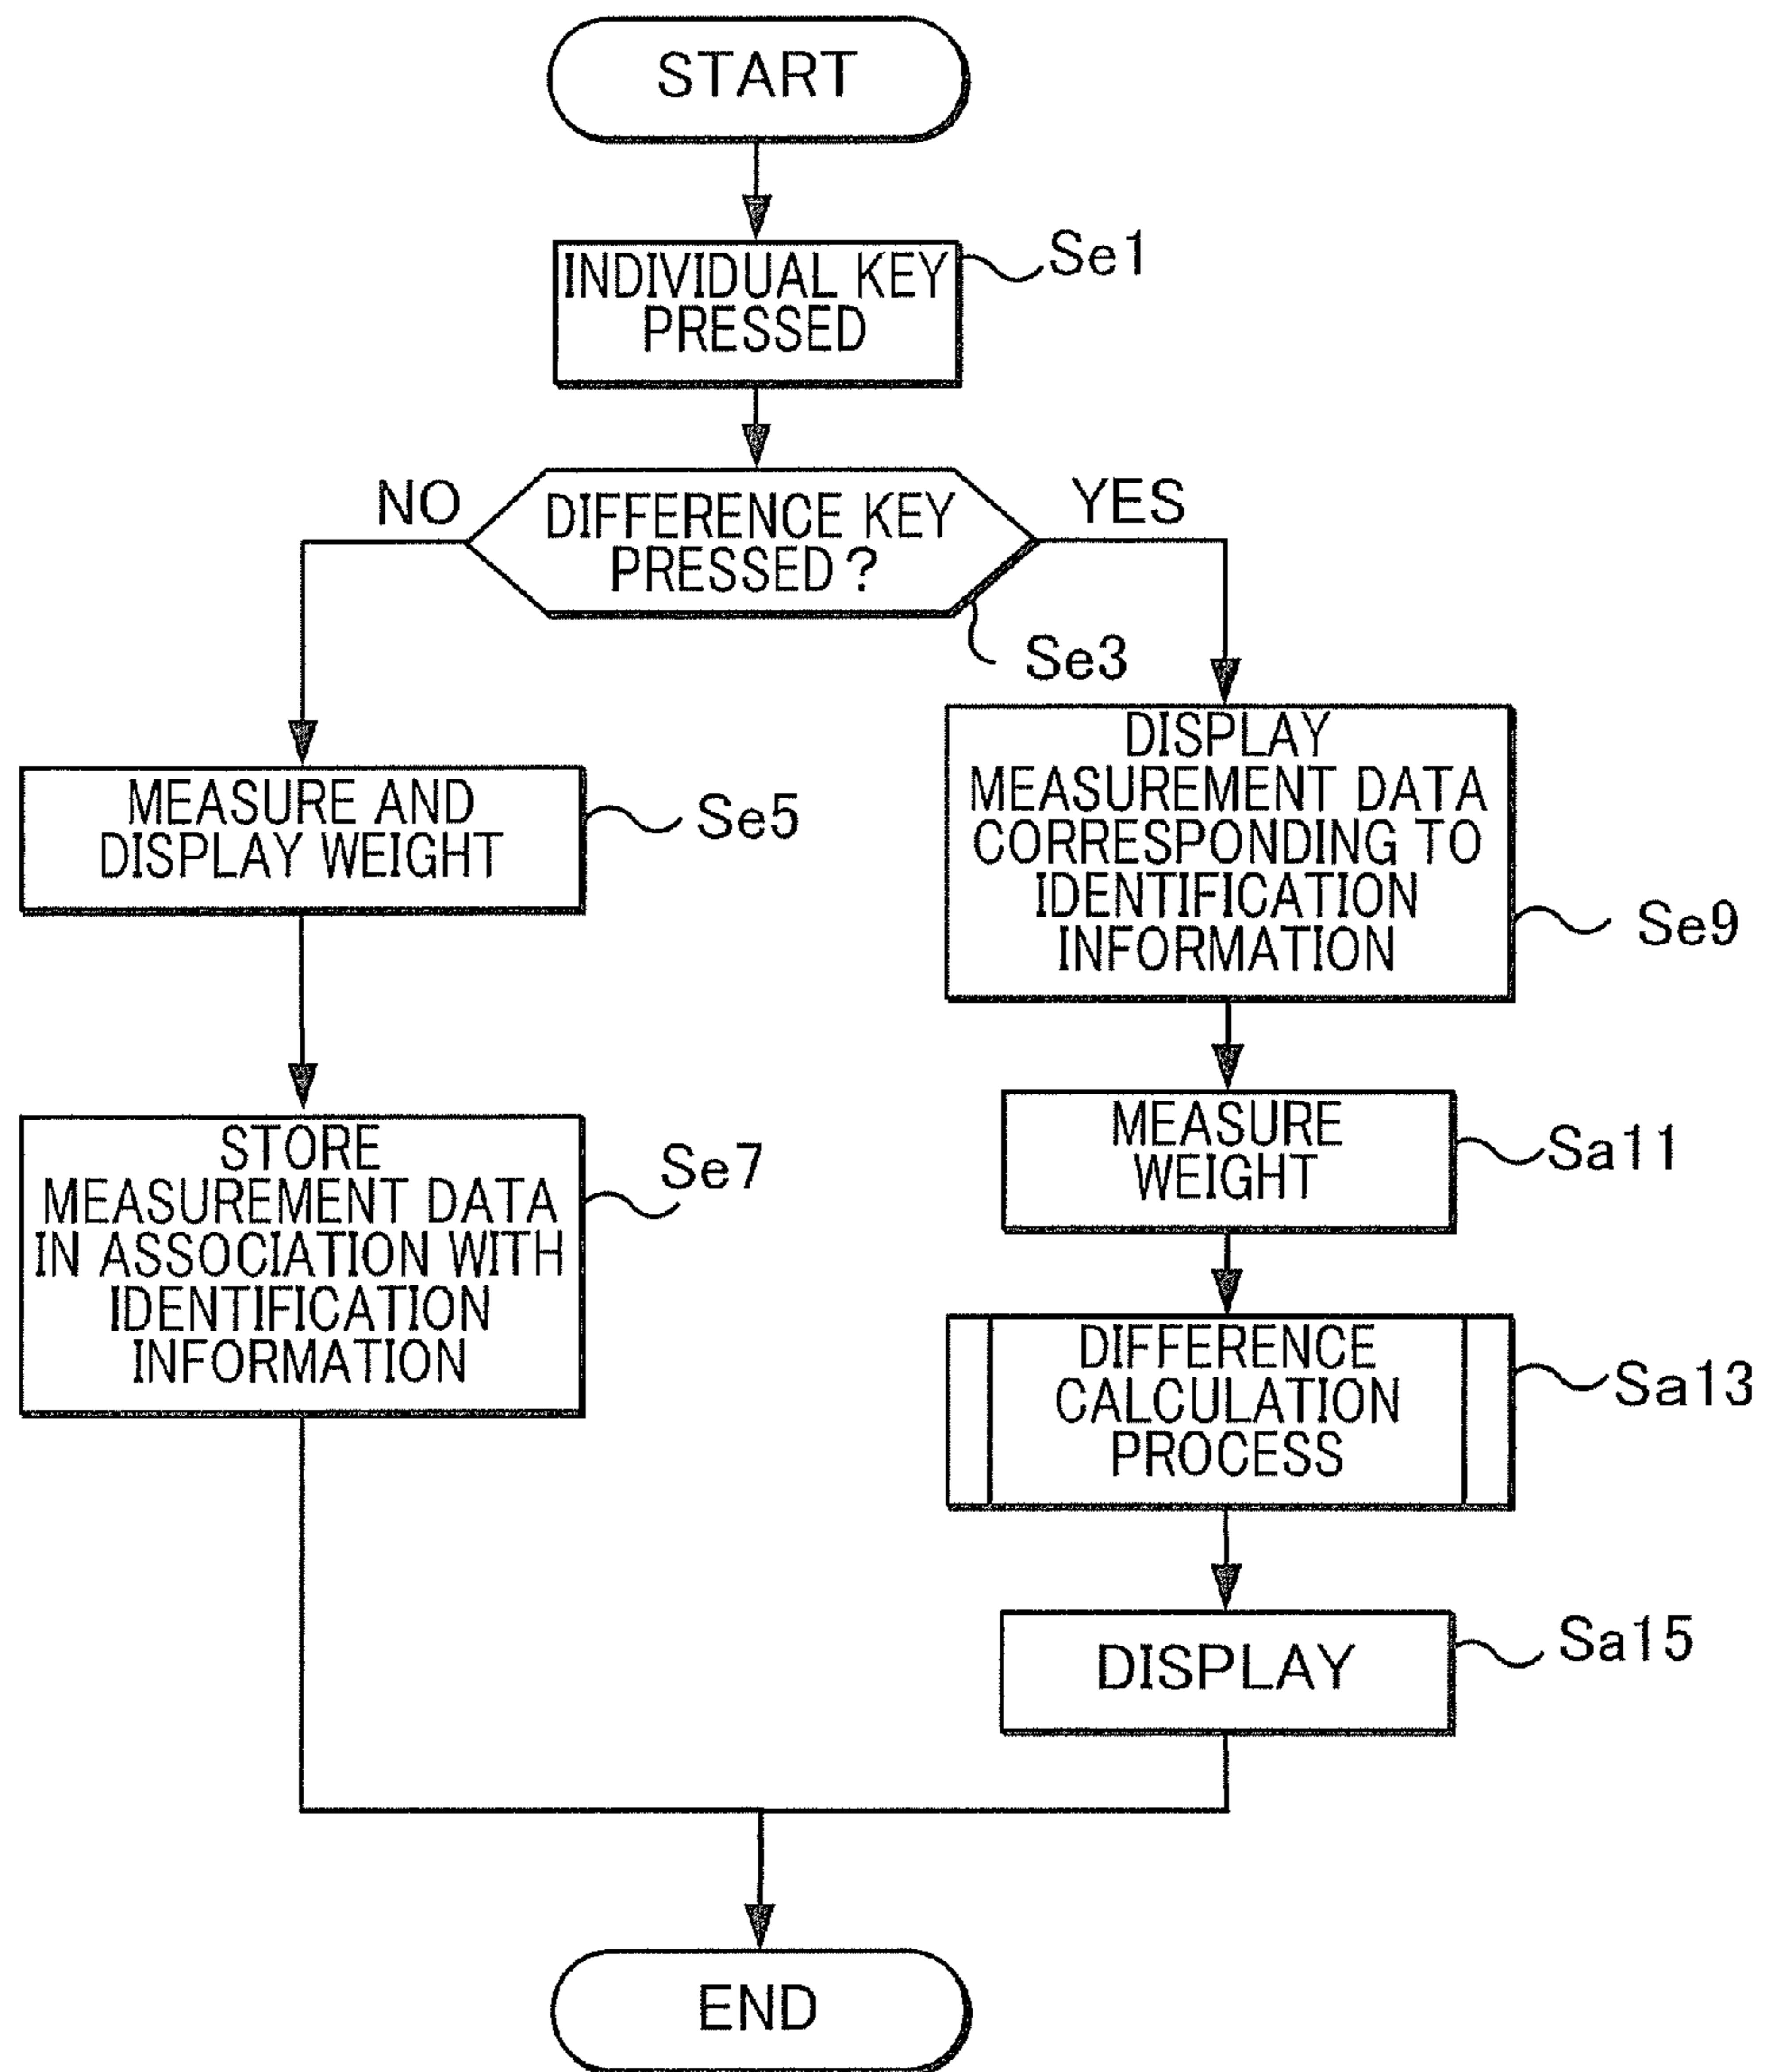 START
INDIVIDUAL KEY
PRESSED
Se1
NO
DIFFERENCE KEY
PRESSED?
YES
Se3
MEASURE AND
DISPLAY WEIGHT
Se5
STORE
MEASUREMENT DATA
IN ASSOCIATION WITH
IDENTIFICATION
INFORMATION
Se7
DISPLAY
MEASUREMENT DATA
CORRESPONDING TO
IDENTIFICATION
INFORMATION
Se9
MEASURE
WEIGHT
Sa11
DIFFERENCE
CALCULATION
PROCESS
Sa13
DISPLAY
Sa15
END